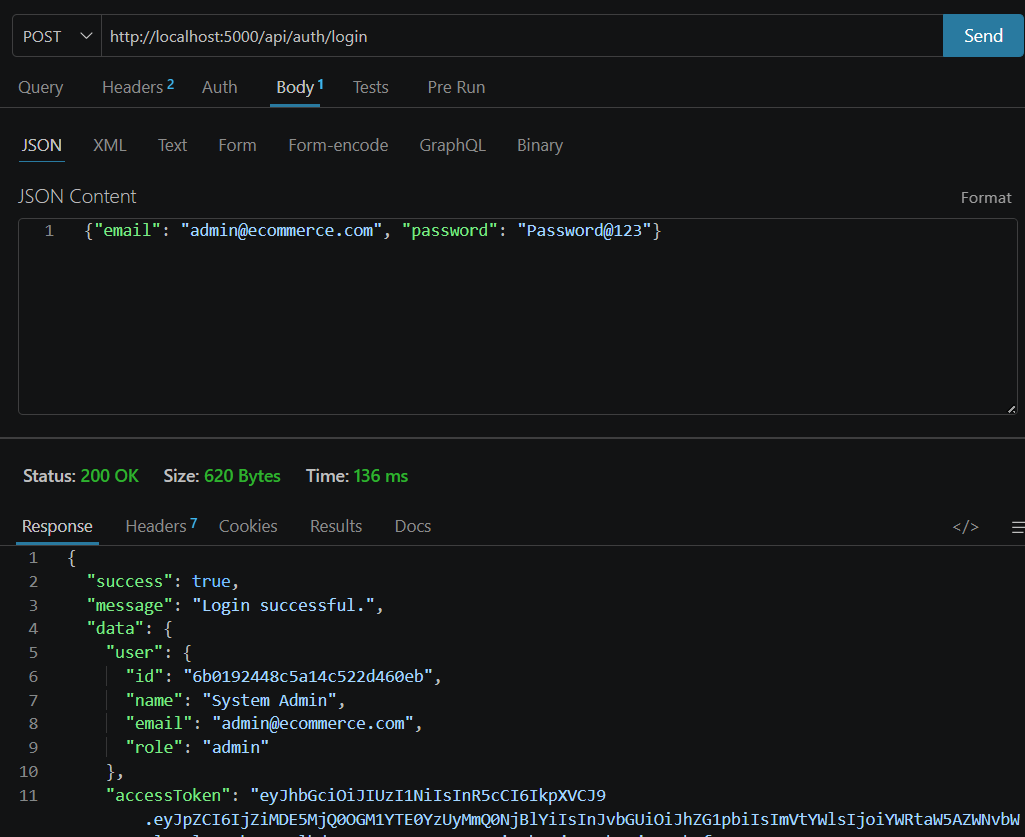 POST http://localhost:5000/api/auth/login Send
Query Headers 2 Auth Body 1 Tests Pre Run
JSON XML Text Form Form-encode GraphQL Binary
JSON Content Format
1 {"email": "admin@ecommerce.com", "password": "Password@123"}
Status: 200 OK Size: 620 Bytes Time: 136 ms
Response Headers 7 Cookies Results Docs </>
1 {
2 "success": true,
3 "message": "Login successful.",
4 "data": {
5 "user": {
6 "id": "6b0192448c5a14c522d460eb",
7 "name": "System Admin",
8 "email": "admin@ecommerce.com",
9 "role": "admin"
10 },
11 "accessToken": "eyJhbGciOiJIUzI1NiIsInR5cCI6IkpXVCJ9
.eyJpZCI6IjZiMDE5MjQ0OGM1YTE0YzUyMmQ0NjBlYiIsInJvbGUiOiJhZG1pbiIsImVtYWlsIjoiYWRtaW5AZWNvbW